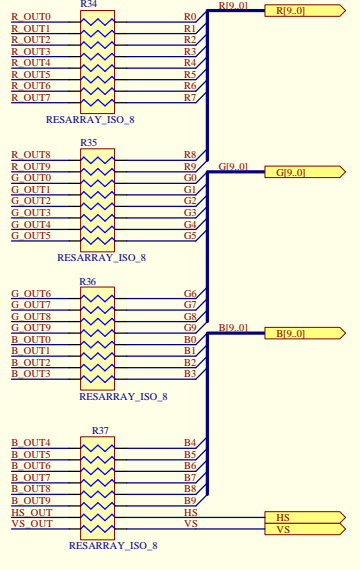 R34
R[9..0]
R[9..0]
R_OUT0 R0
R_OUT1 R1
R_OUT2 R2
R_OUT3 R3
R_OUT4 R4
R_OUT5 R5
R_OUT6 R6
R_OUT7 R7
RESARRAY_ISO_8
R35
R_OUT8 R8
R_OUT9 R9
G[9..0]
G[9..0]
G_OUT0 G0
G_OUT1 G1
G_OUT2 G2
G_OUT3 G3
G_OUT4 G4
G_OUT5 G5
RESARRAY_ISO_8
R36
G_OUT6 G6
G_OUT7 G7
G_OUT8 G8
G_OUT9 G9
B[9..0]
B[9..0]
B_OUT0 B0
B_OUT1 B1
B_OUT2 B2
B_OUT3 B3
RESARRAY_ISO_8
R37
B_OUT4 B4
B_OUT5 B5
B_OUT6 B6
B_OUT7 B7
B_OUT8 B8
B_OUT9 B9
HS_OUT HS HS
VS_OUT VS VS
RESARRAY_ISO_8